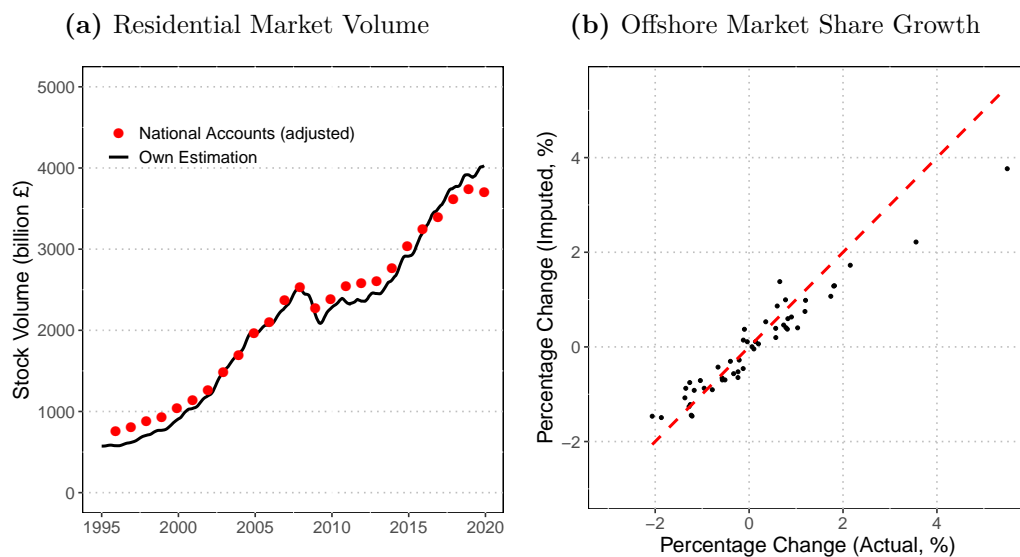 (a) Residential Market Volume
5000
4000
3000
2000
1000
0
Stock Volume (billion £)
National Accounts (adjusted)
Own Estimation
1995
2000
2005
2010
2015
2020
(b) Offshore Market Share Growth
4
2
0
−2
Percentage Change (Imputed, %)
−2
0
2
4
Percentage Change (Actual, %)